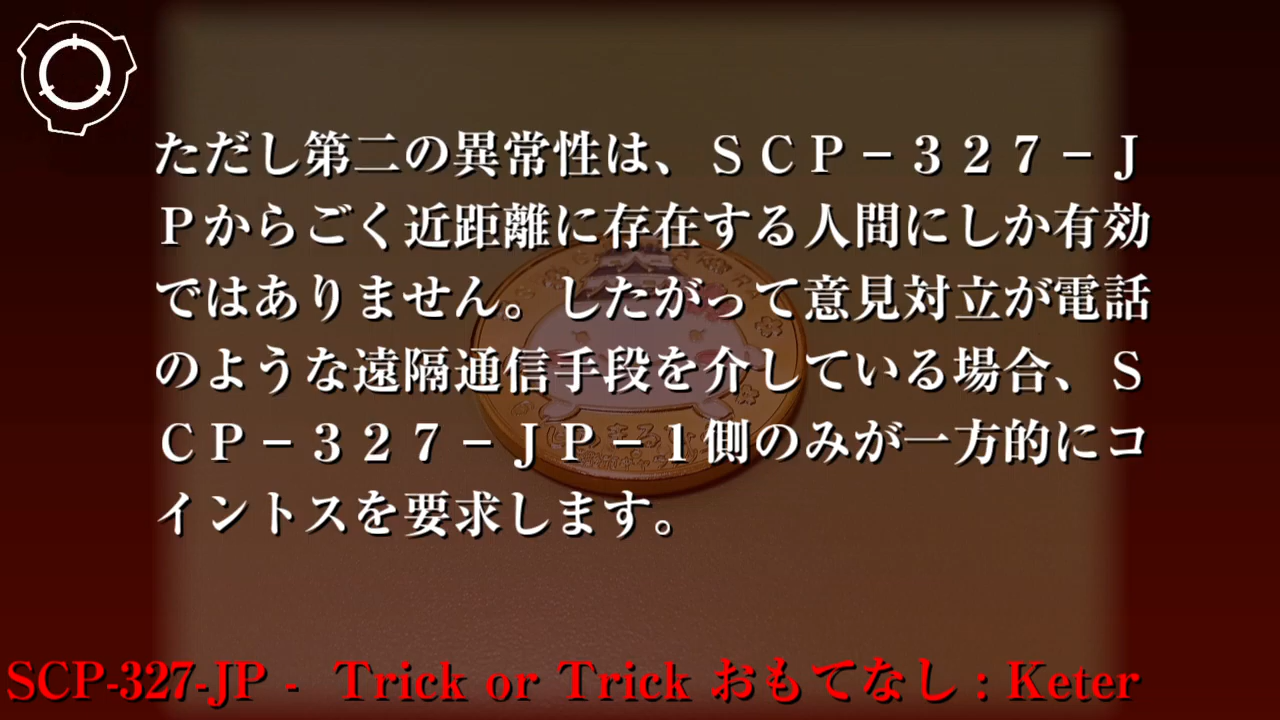 ただし第二の異常性は、ＳＣＰ－３２７－Ｊ
Ｐからごく近距離に存在する人間にしか有効
ではありません。したがって意見対立が電話
のような遠隔通信手段を介している場合、Ｓ
ＣＰ－３２７－ＪＰ－１側のみが一方的にコ
イントスを要求します。
SCP-327-JP - Trick or Trick おもてなし : Keter